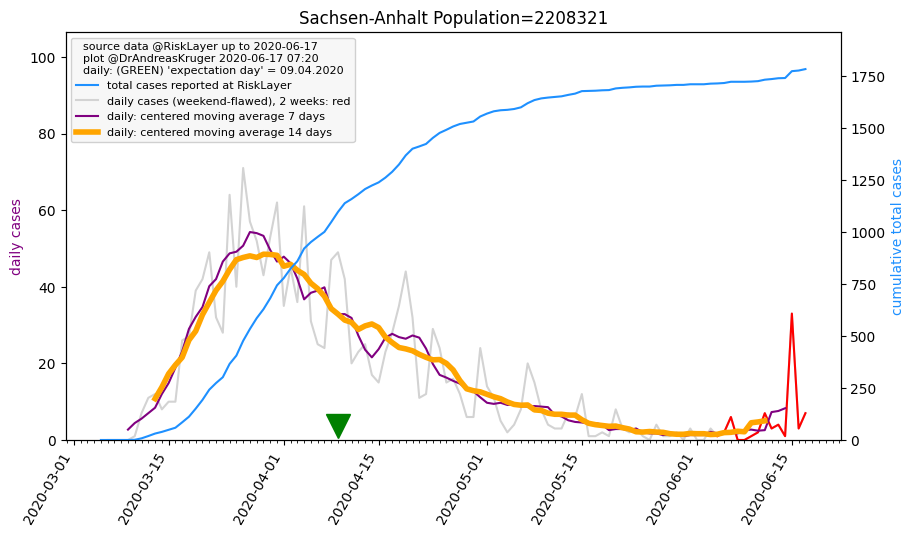 Sachsen-Anhalt Population=2208321
source data @RiskLayer up to 2020-06-17
plot @DrAndreasKruger 2020-06-17 07:20
daily: (GREEN) 'expectation day' = 09.04.2020
total cases reported at RiskLayer
daily cases (weekend-flawed), 2 weeks: red
daily: centered moving average 7 days
daily: centered moving average 14 days
daily cases
100
80
60
40
20
0
cumulative total cases
1750
1500
1250
1000
750
500
250
0
2020-03-01
2020-03-15
2020-04-01
2020-04-15
2020-05-01
2020-05-15
2020-06-01
2020-06-15